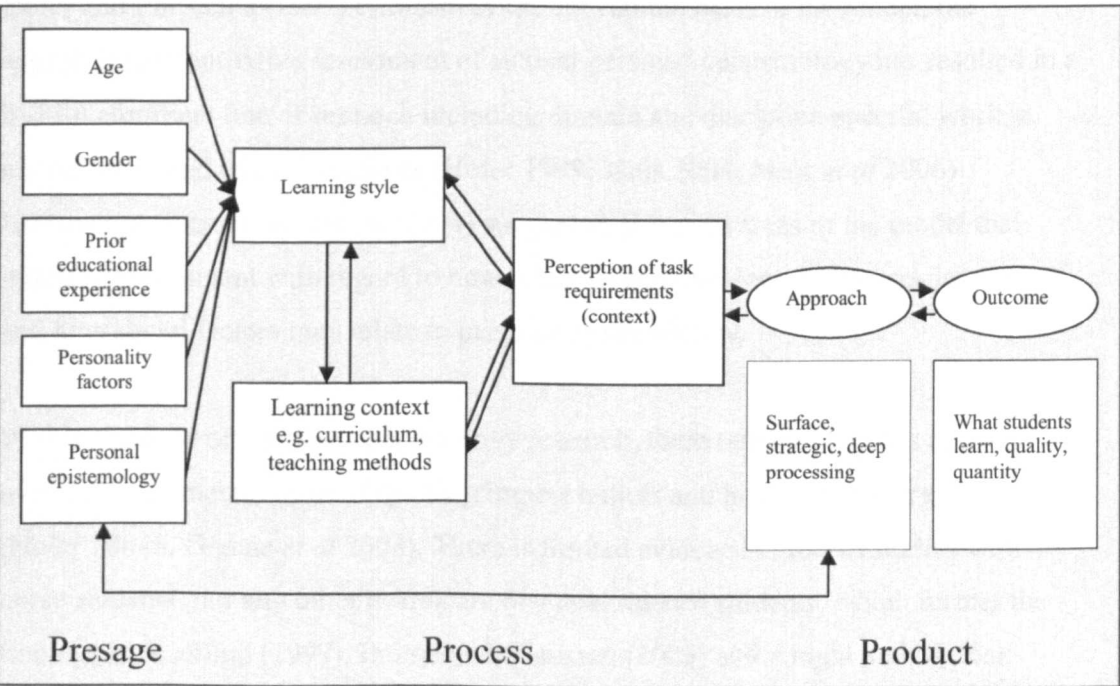 Age
Gender
Prior
educational
experience
Personality
factors
Personal
epistemology
Learning style
Learning context
e.g. curriculum,
teaching methods
Perception of task
requirements
(context)
Approach
Outcome
Surface,
strategic, deep
processing
What students
learn, quality,
quantity
Presage
Process
Product